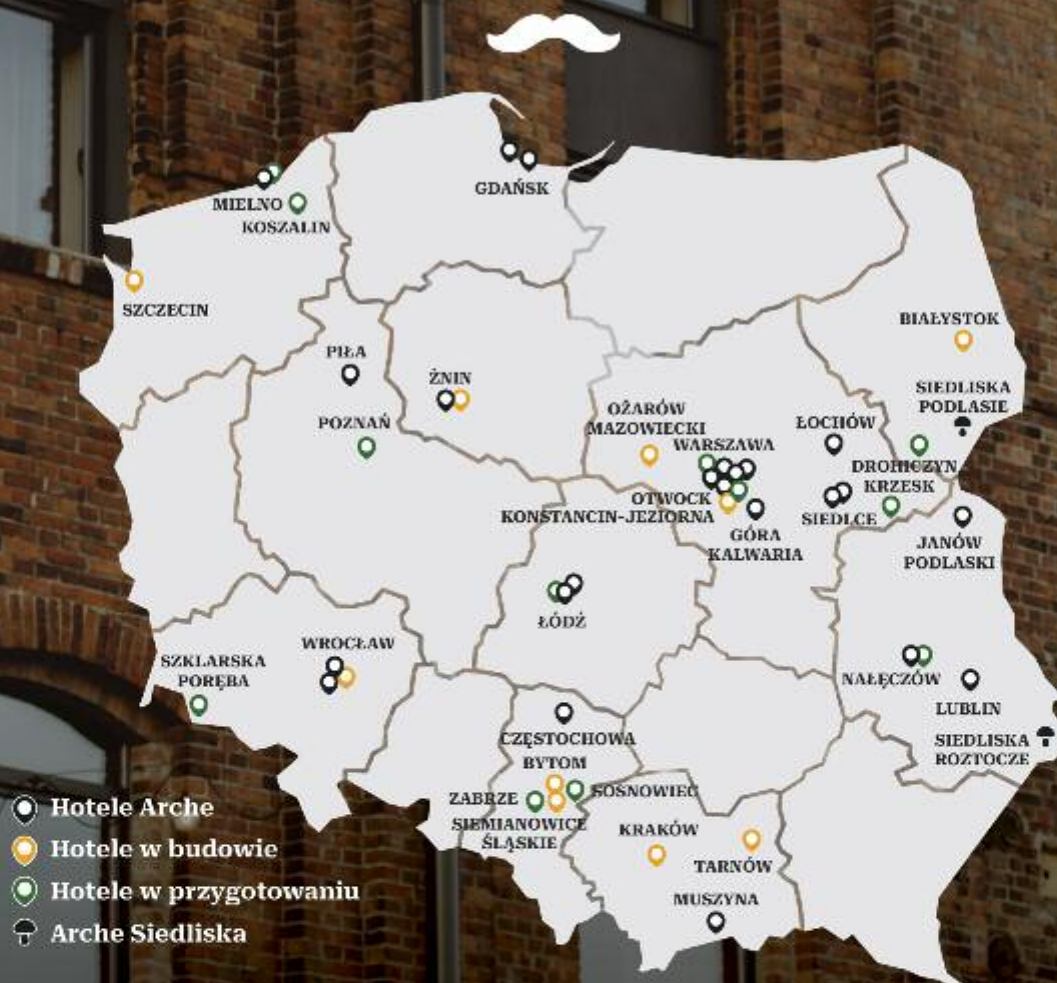 GDAŃSK
MIELNO
KOSZALIN
SZCZECIN
BIAŁYSTOK
PIŁA
ŻNIN
SIEDLISKA
PODLASIE
OŻARÓW
MAZOWIECKI
ŁOCHÓW
POZNAŃ
WARSZAWA
DROHICZYN
KRZESK
OTWOCK
KONSTANCIN-JEZIORNA
SIEDLCE
GÓRA
KALWARIA
JANÓW
PODLASKI
ŁÓDŹ
WROCŁAW
SZKLARSKA
PORĘBA
NAŁĘCZÓW
LUBLIN
CZĘSTOCHOWA
SIEDLISKA
ROZTOCZE
BYTOM
ZABRZE
SOSNOWIEC
SIEMIANOWICE
ŚLĄSKIE
KRAKÓW
TARNÓW
MUSZYNA
Hotele Arche
Hotele w budowie
Hotele w przygotowaniu
Arche Siedliska